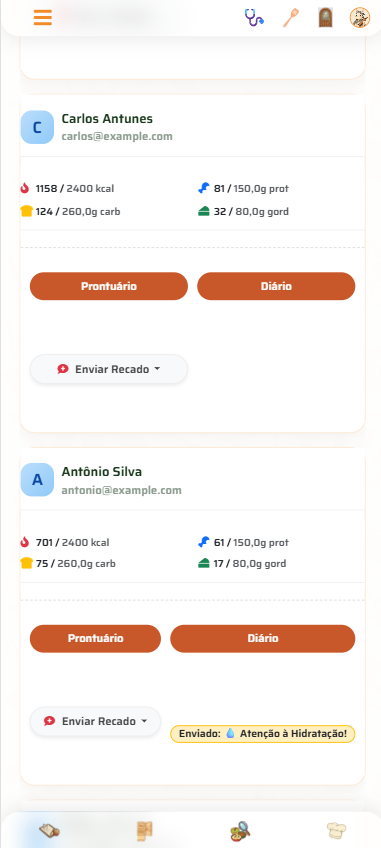 C
Carlos Antunes
carlos@example.com
1158 / 2400 kcal
81 / 150,0g prot
124 / 260,0g carb
32 / 80,0g gord
Prontuário
Diário
Enviar Recado
A
Antônio Silva
antonio@example.com
701 / 2400 kcal
61 / 150,0g prot
75 / 260,0g carb
17 / 80,0g gord
Prontuário
Diário
Enviar Recado
Enviado: 💧 Atenção à Hidratação!